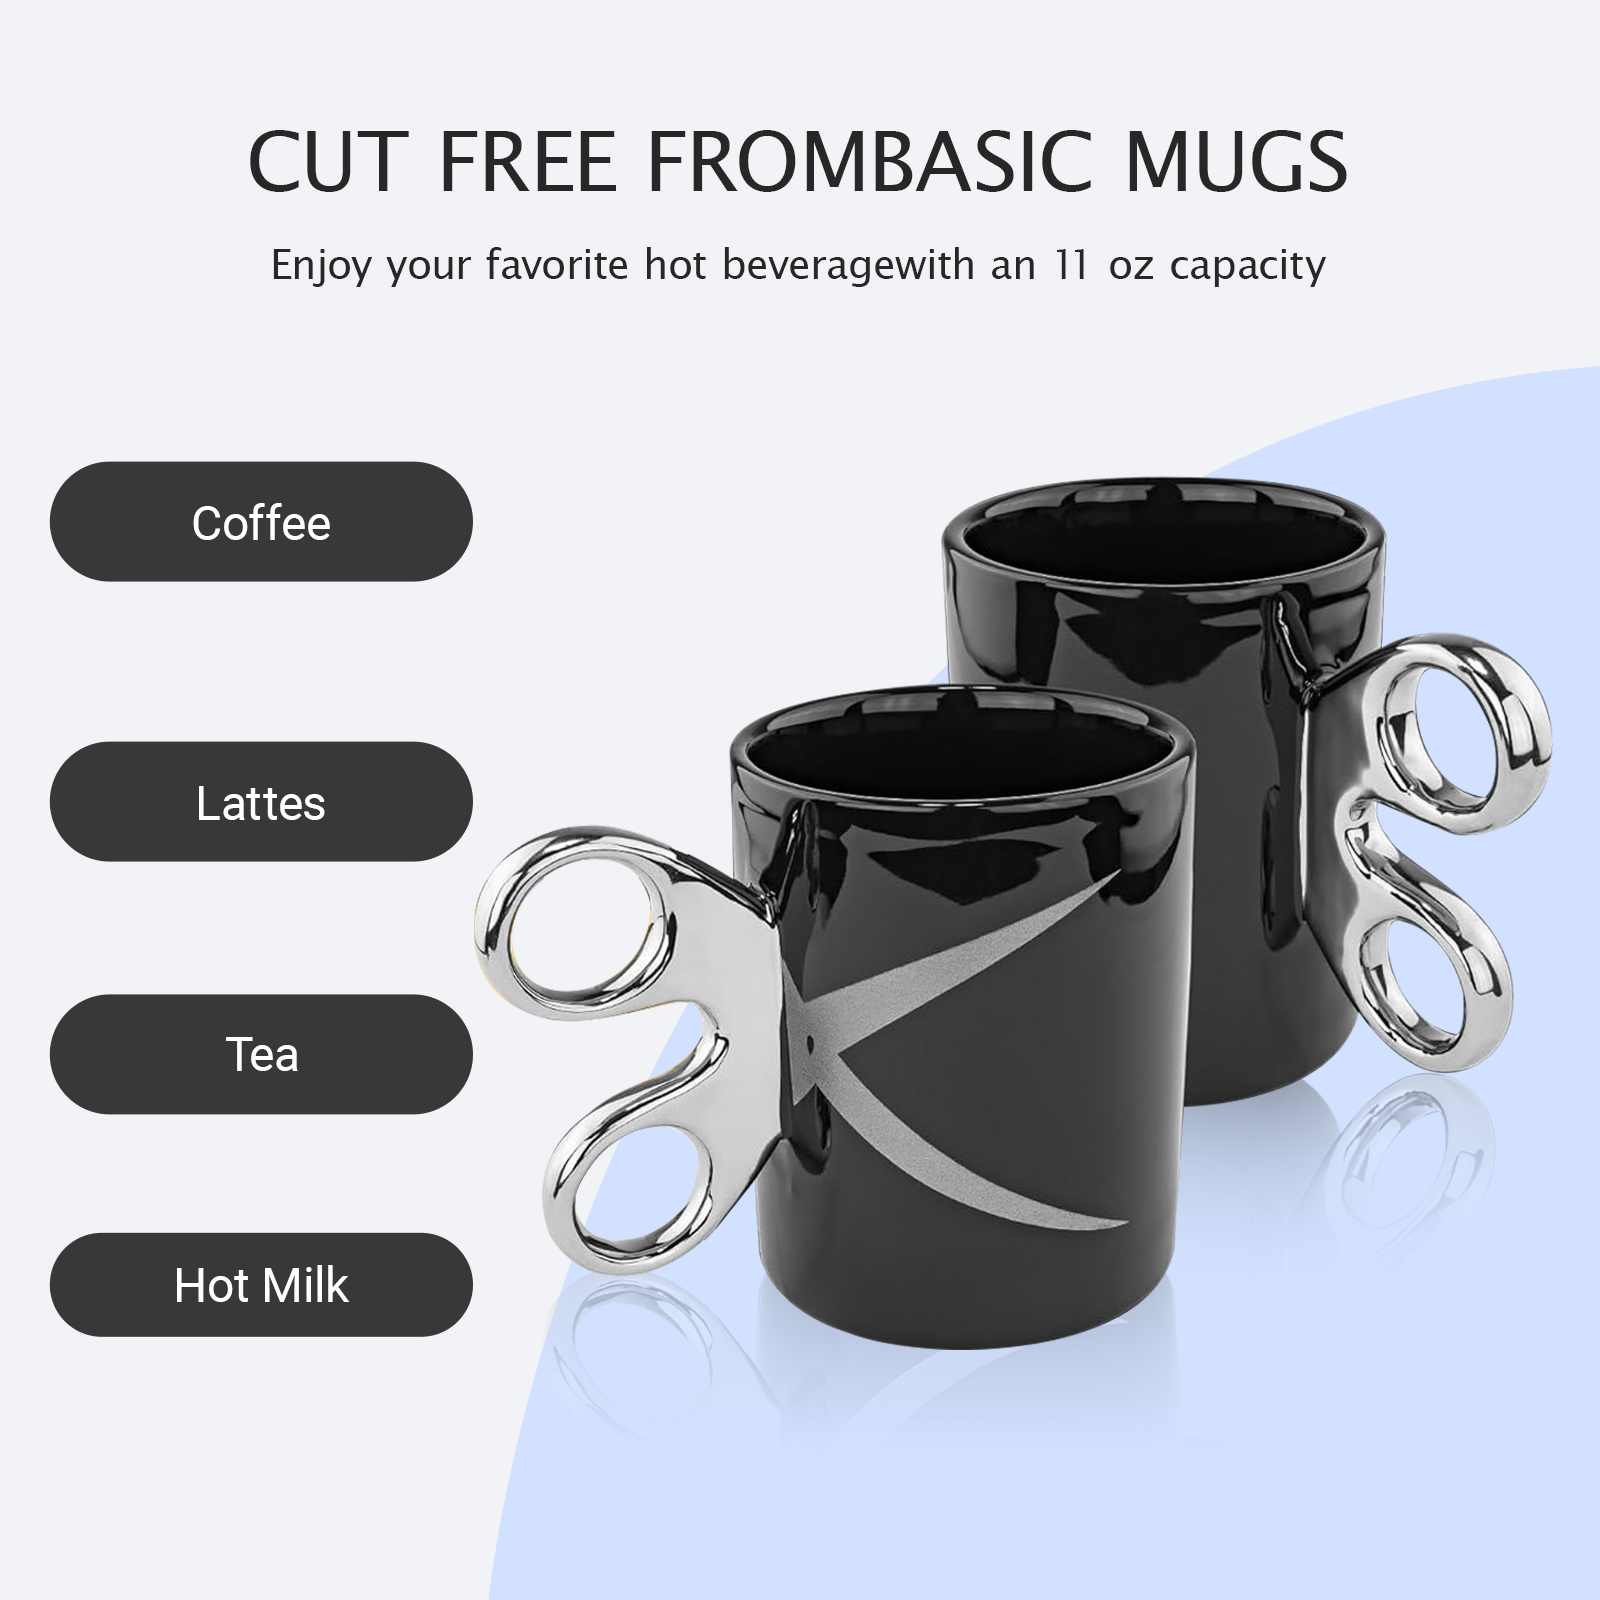 CUT FREE FROMBASIC MUGS
Enjoy your favorite hot beveragewith an 11 oz capacity
Coffee
Lattes
Tea
Hot Milk